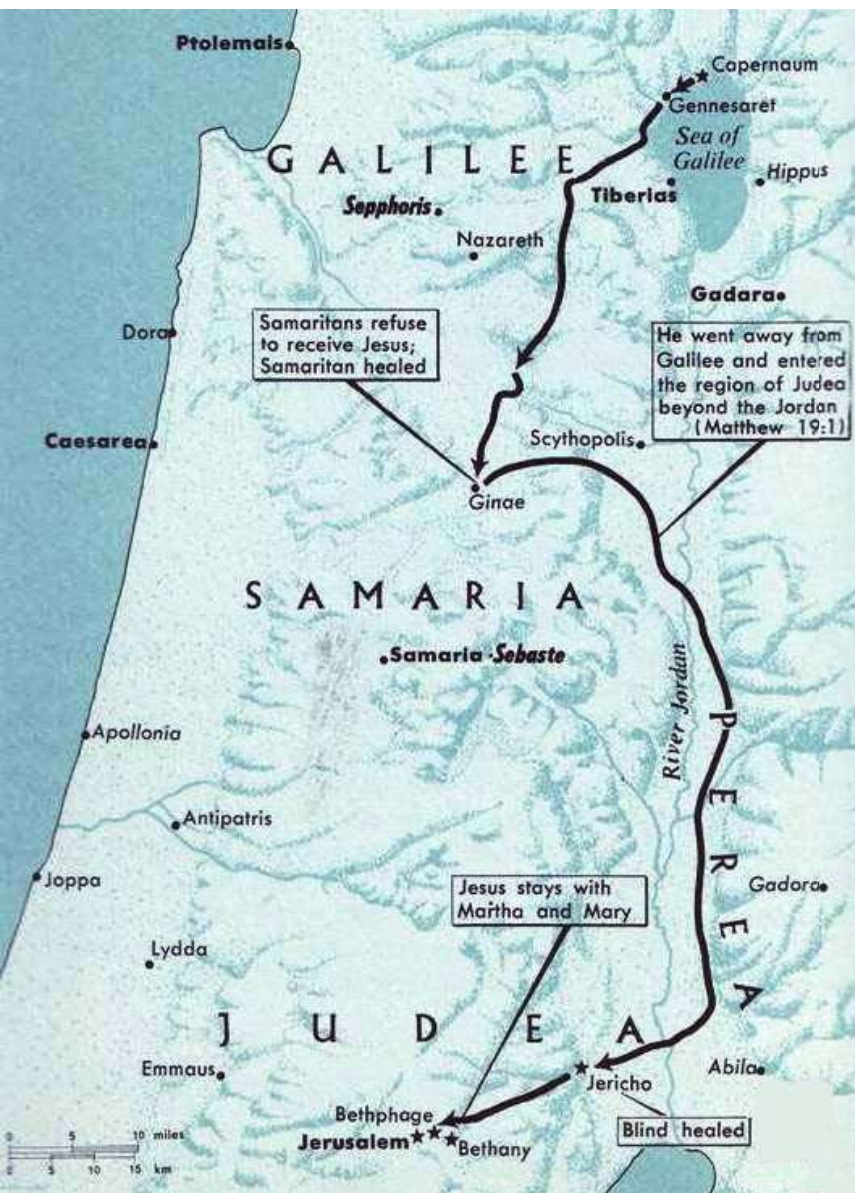 Ptolemais
Capernaum
Gennesaret
Sea of
Galilee
GALILEE
Hippus
Tiberias
Sepphoris
Nazareth
Gadara
Samaritans refuse
to receive Jesus;
Samaritan healed
He went away from
Galilee and entered
the region of Judea
beyond the Jordan
(Matthew 19:1)
Dora
Caesarea
Scythopolis
Ginae
SAMARIA
Samaria-Sebaste
River Jordan
PEREA
Apollonia
Antipatris
Joppa
Jesus stays with
Martha and Mary
Gadora
Lydda
JUDEA
Emmaus
Jericho
Abila
Bethphage
Jerusalem
Bethany
Blind healed
0 5 10 miles
0 5 10 15 km